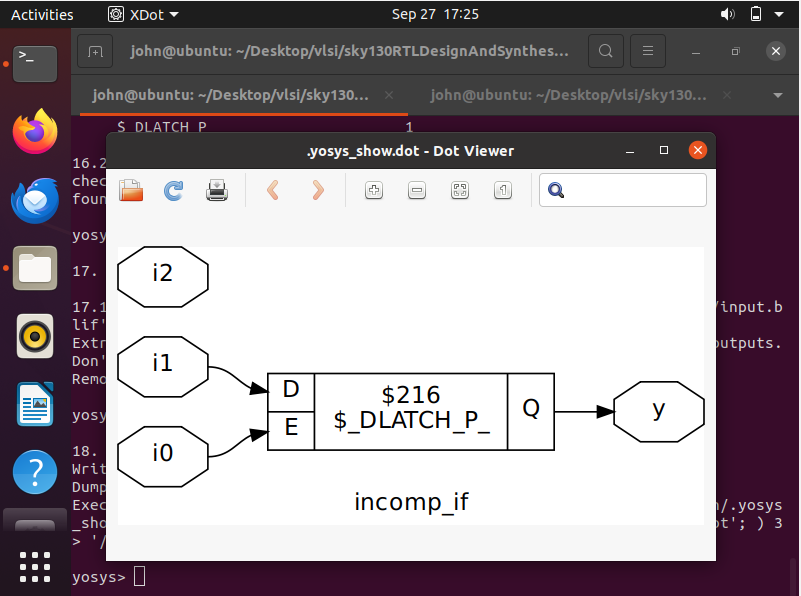 Activities XDot Sep 27 17:25
john@ubuntu: ~/Desktop/vlsi/sky130RTLDesignAndSynthes...
john@ubuntu: ~/Desktop/vlsi/sky130... john@ubuntu: ~/Desktop/vlsi/sky130...
$_DLATCH_P_ 1
.yosys_show.dot - Dot Viewer
16.2
chec
foun
yosy
17.
17.1 /input.b
lif'
Extr outputs.
Don'
Remo
yosy
18.
Writ
Dump
Exec n/.yosys
_sho ot'; ) 3
> '/
yosys>
i2
i1
i0
D
E
$216
$_DLATCH_P_
Q
y
incomp_if